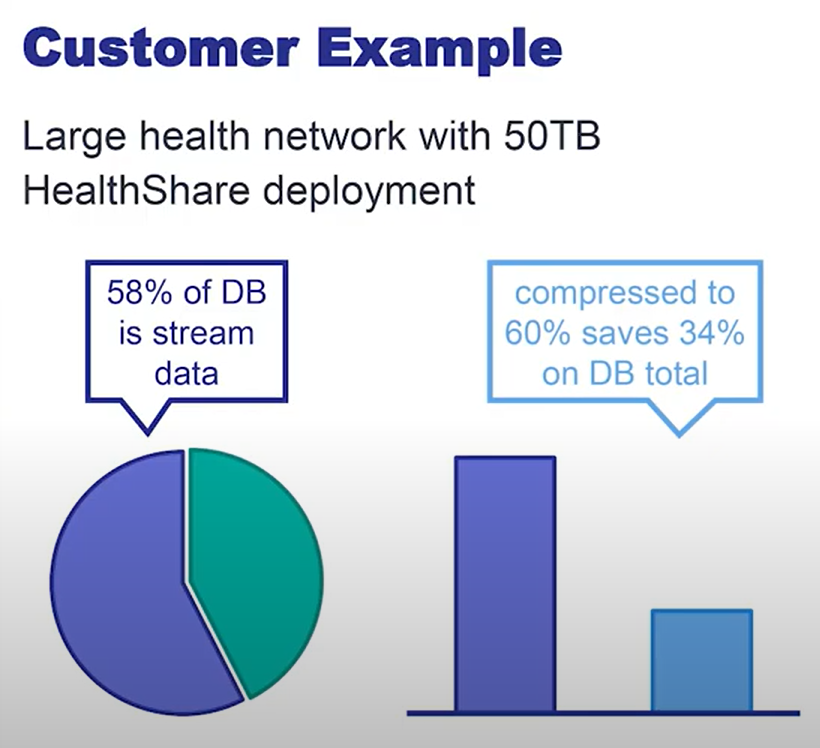 Customer Example
Large health network with 50TB
HealthShare deployment
58% of DB
is stream
data
compressed to
60% saves 34%
on DB total